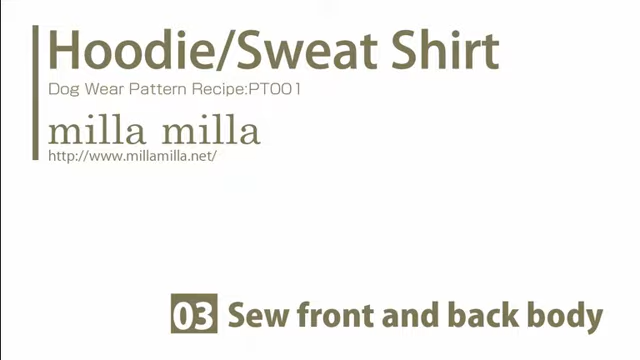 Hoodie/Sweat Shirt
Dog Wear Pattern Recipe:PT001
milla milla
http://www.millamilla.net/
03 Sew front and back body